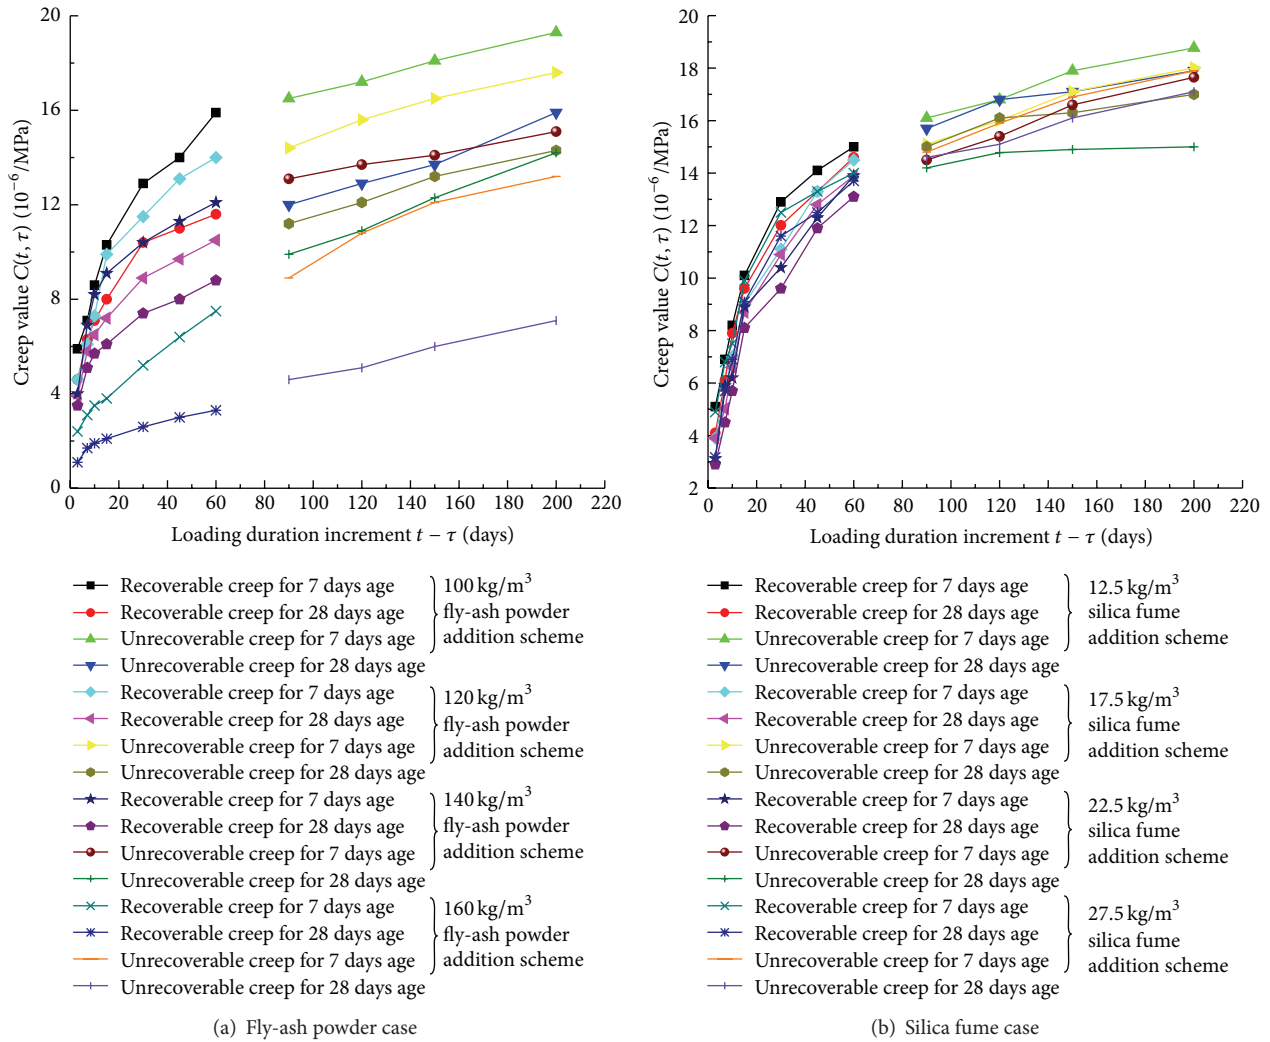 20
16
12
8
4
0
Creep value C(t, τ) (10⁻⁶/MPa)
0 20 40 60 80 100 120 140 160 180 200 220
Loading duration increment t − τ (days)
Recoverable creep for 7 days age
Recoverable creep for 28 days age
Unrecoverable creep for 7 days age
Unrecoverable creep for 28 days age
100 kg/m³
fly-ash powder
addition scheme
Recoverable creep for 7 days age
Recoverable creep for 28 days age
Unrecoverable creep for 7 days age
Unrecoverable creep for 28 days age
120 kg/m³
fly-ash powder
addition scheme
Recoverable creep for 7 days age
Recoverable creep for 28 days age
Unrecoverable creep for 7 days age
Unrecoverable creep for 28 days age
140 kg/m³
fly-ash powder
addition scheme
Recoverable creep for 7 days age
Recoverable creep for 28 days age
Unrecoverable creep for 7 days age
Unrecoverable creep for 28 days age
160 kg/m³
fly-ash powder
addition scheme
(a) Fly-ash powder case
20
18
16
14
12
10
8
6
4
2
Creep value C(t, τ) (10⁻⁶/MPa)
0 20 40 60 80 100 120 140 160 180 200 220
Loading duration increment t − τ (days)
Recoverable creep for 7 days age
Recoverable creep for 28 days age
Unrecoverable creep for 7 days age
Unrecoverable creep for 28 days age
12.5 kg/m³
silica fume
addition scheme
Recoverable creep for 7 days age
Recoverable creep for 28 days age
Unrecoverable creep for 7 days age
Unrecoverable creep for 28 days age
17.5 kg/m³
silica fume
addition scheme
Recoverable creep for 7 days age
Recoverable creep for 28 days age
Unrecoverable creep for 7 days age
Unrecoverable creep for 28 days age
22.5 kg/m³
silica fume
addition scheme
Recoverable creep for 7 days age
Recoverable creep for 28 days age
Unrecoverable creep for 7 days age
Unrecoverable creep for 28 days age
27.5 kg/m³
silica fume
addition scheme
(b) Silica fume case